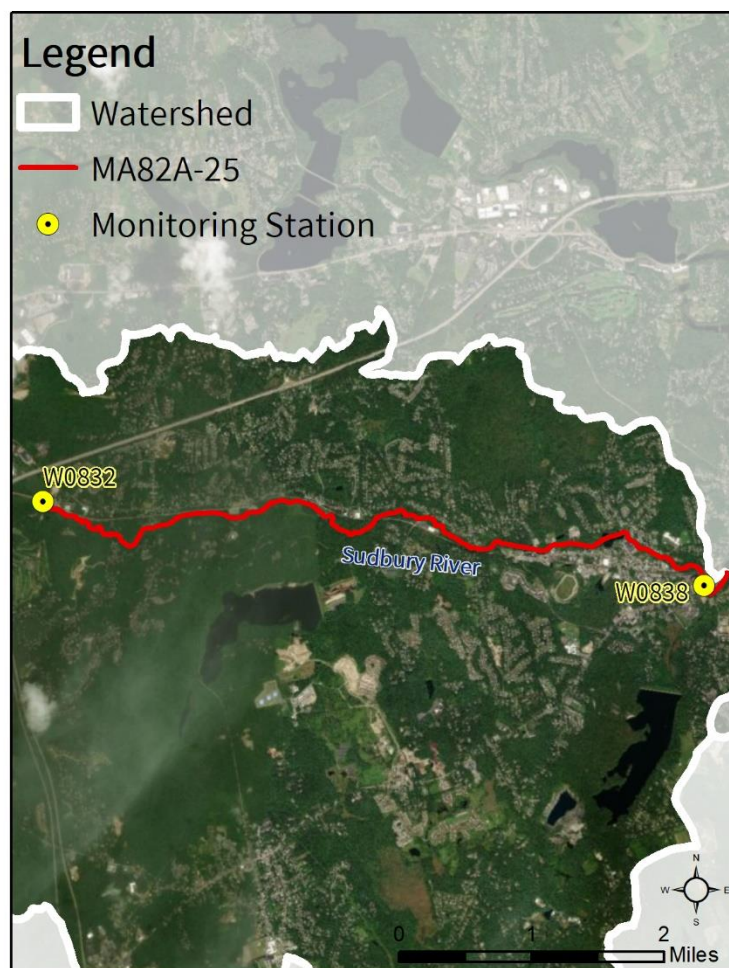 Legend
Watershed
MA82A-25
Monitoring Station
W0832
Sudbury River
W0838
N
W E
S
0 1 2
Miles